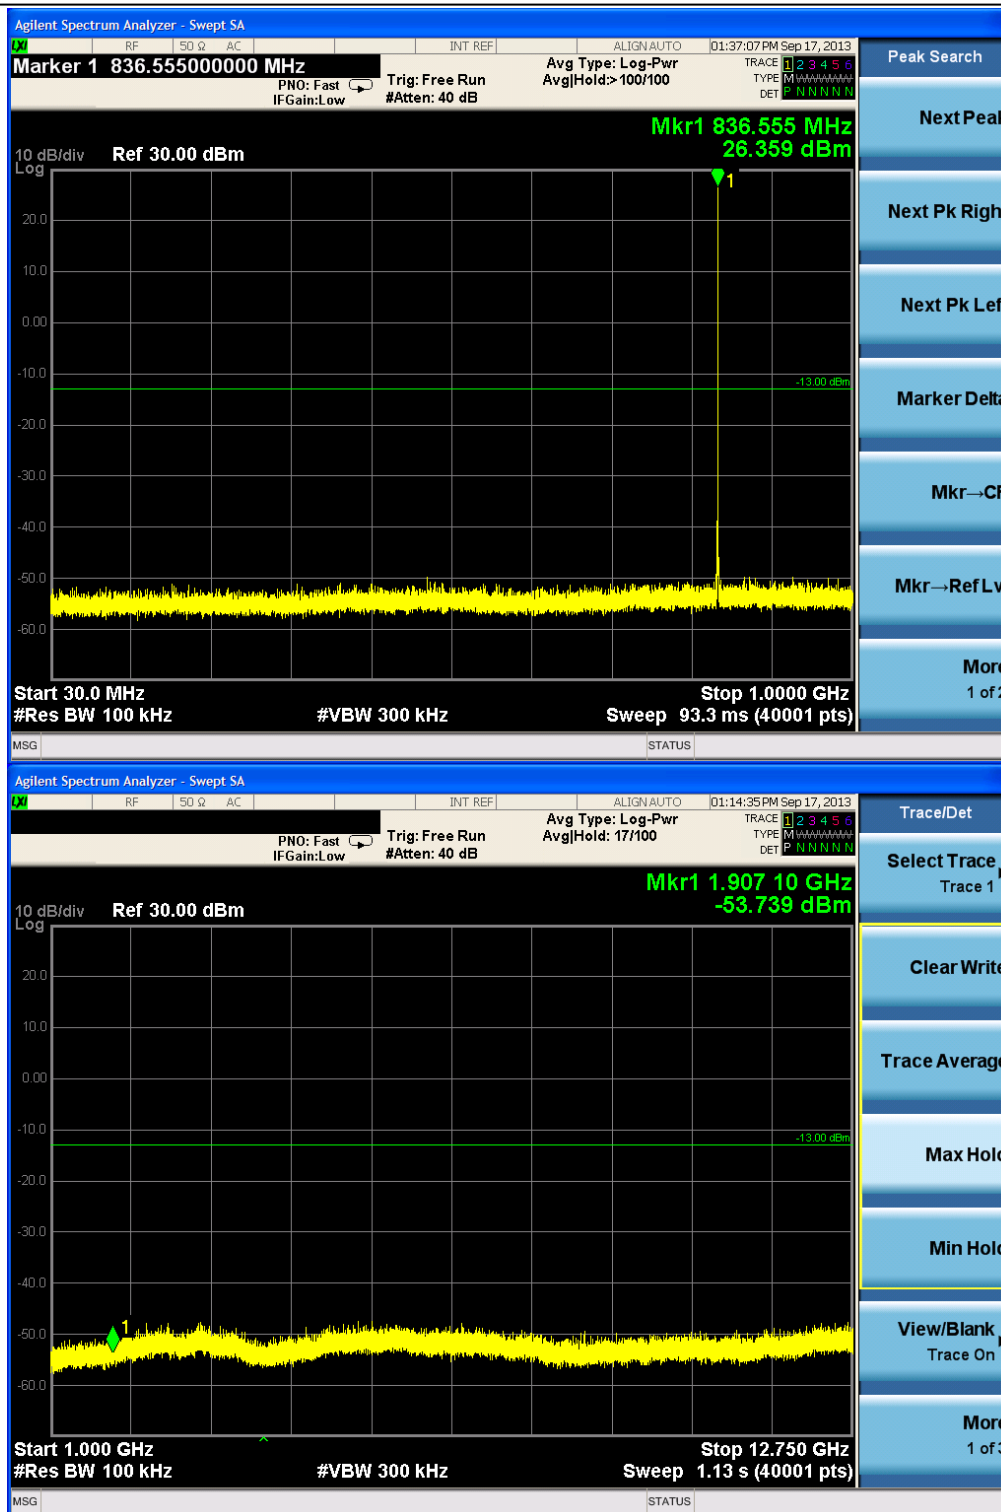 Agilent Spectrum Analyzer - Swept SA
LXI RF 50 Ω AC INT REF ALIGN AUTO 01:37:07 PM Sep 17, 2013
Marker 1 836.555000000 MHz
PNO: Fast
IFGain:Low
Trig: Free Run
#Atten: 40 dB
Avg Type: Log-Pwr
Avg|Hold:>100/100
TRACE 1 2 3 4 5 6
TYPE M
DET P N N N N N
Mkr1 836.555 MHz
26.359 dBm
10 dB/div
Log
Ref 30.00 dBm
1
20.0
10.0
0.00
-10.0
-13.00 dBm
-20.0
-30.0
-40.0
-50.0
-60.0
Start 30.0 MHz
Stop 1.0000 GHz
#Res BW 100 kHz
#VBW 300 kHz
Sweep 93.3 ms (40001 pts)
MSG
STATUS
Peak Search
Next Peak
Next Pk Righ
Next Pk Lef
Marker Delta
Mkr→CF
Mkr→Ref Lv
More
1 of 2
Agilent Spectrum Analyzer - Swept SA
LXI RF 50 Ω AC INT REF ALIGN AUTO 01:14:35 PM Sep 17, 2013
PNO: Fast
IFGain:Low
Trig: Free Run
#Atten: 40 dB
Avg Type: Log-Pwr
Avg|Hold: 17/100
TRACE 1 2 3 4 5 6
TYPE M
DET P N N N N N
Mkr1 1.907 10 GHz
-53.739 dBm
10 dB/div
Log
Ref 30.00 dBm
20.0
10.0
0.00
-10.0
-13.00 dBm
-20.0
-30.0
-40.0
1
-50.0
-60.0
Start 1.000 GHz
Stop 12.750 GHz
#Res BW 100 kHz
#VBW 300 kHz
Sweep 1.13 s (40001 pts)
MSG
STATUS
Trace/Det
Select Trace
Trace 1
Clear Write
Trace Average
Max Hold
Min Hold
View/Blank
Trace On
More
1 of 3